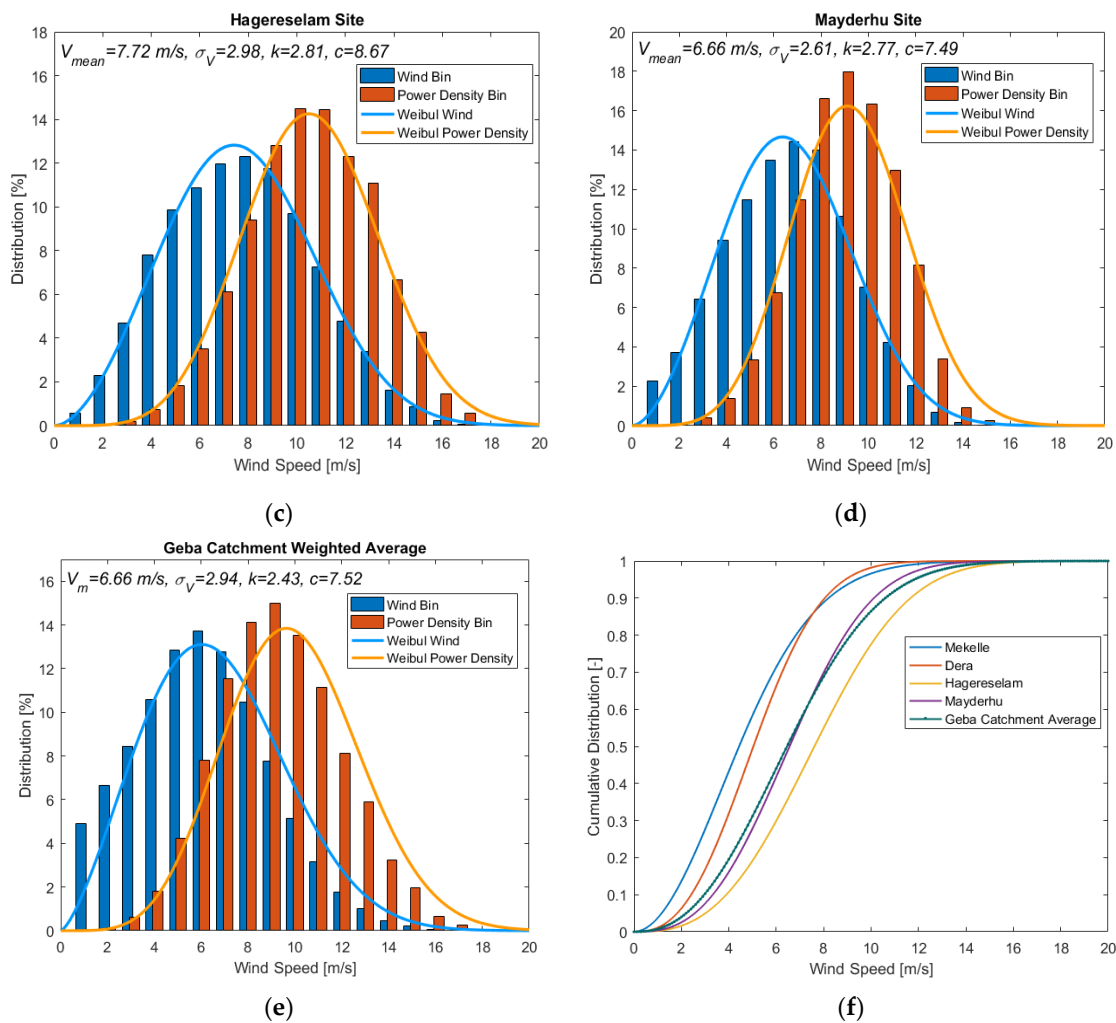 Hagereselam Site
V_mean=7.72 m/s, σ_V=2.98, k=2.81, c=8.67
Wind Bin
Power Density Bin
Weibul Wind
Weibul Power Density
Distribution [%]
18
16
14
12
10
8
6
4
2
0
0 2 4 6 8 10 12 14 16 18 20
Wind Speed [m/s]
(c)
Mayderhu Site
V_mean=6.66 m/s, σ_V=2.61, k=2.77, c=7.49
Wind Bin
Power Density Bin
Weibul Wind
Weibul Power Density
Distribution [%]
20
18
16
14
12
10
8
6
4
2
0
0 2 4 6 8 10 12 14 16 18 20
Wind Speed [m/s]
(d)
Geba Catchment Weighted Average
V_m=6.66 m/s, σ_V=2.94, k=2.43, c=7.52
Wind Bin
Power Density Bin
Weibul Wind
Weibul Power Density
Distribution [%]
16
14
12
10
8
6
4
2
0
0 2 4 6 8 10 12 14 16 18 20
Wind Speed [m/s]
(e)
Mekelle
Dera
Hagereselam
Mayderhu
Geba Catchment Average
Cumulative Distribution [-]
1
0.9
0.8
0.7
0.6
0.5
0.4
0.3
0.2
0.1
0
0 2 4 6 8 10 12 14 16 18 20
Wind Speed [m/s]
(f)